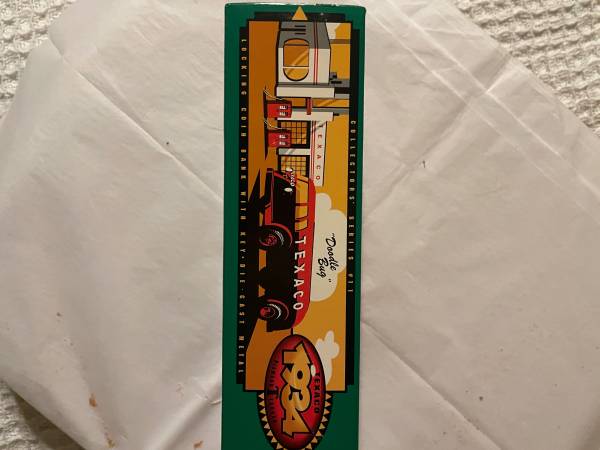 COLLECTORS' SERIES #11
TEXACO
"Doodle
Bug"
TEXACO
TEXACO
1934
LOCKING COIN BANK WITH KEY·DIE CAST METAL